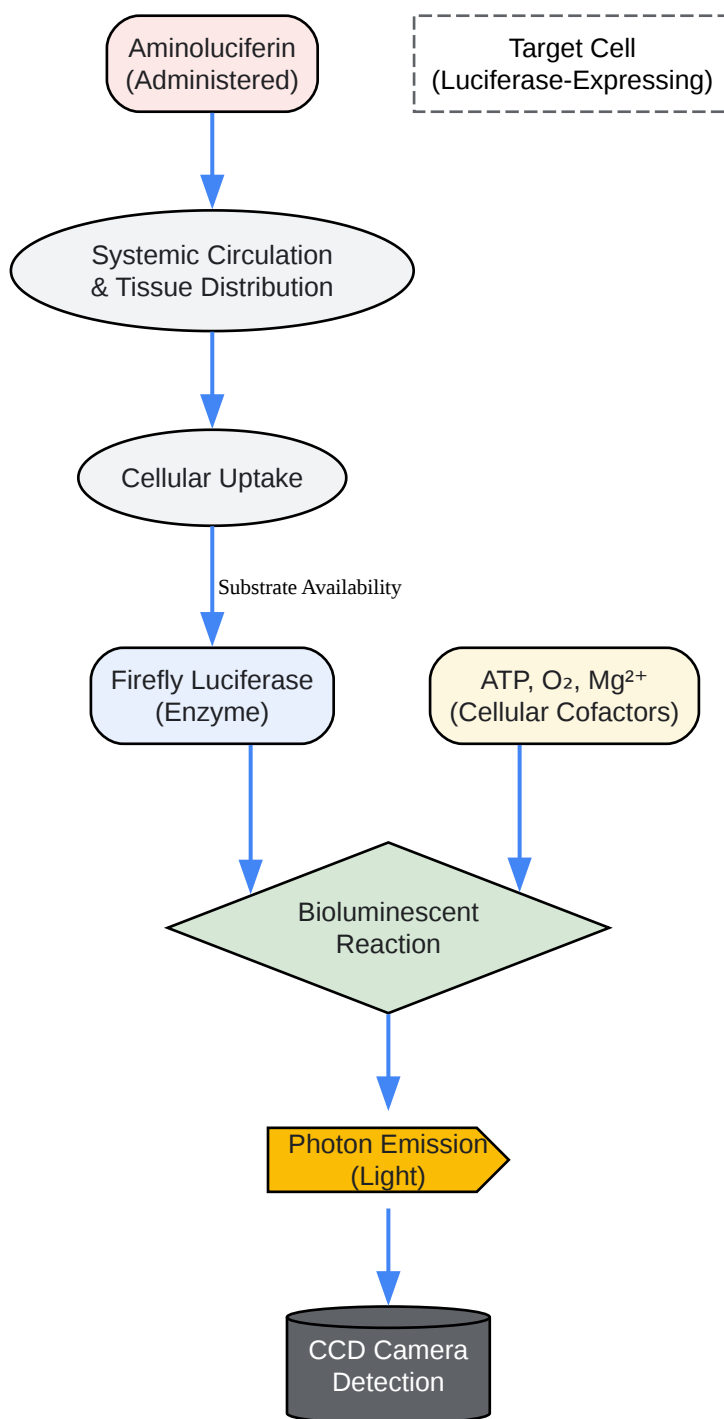 Aminoluciferin
(Administered)
Target Cell
(Luciferase-Expressing)
Systemic Circulation
& Tissue Distribution
Cellular Uptake
Substrate Availability
Firefly Luciferase
(Enzyme)
ATP, O₂, Mg²⁺
(Cellular Cofactors)
Bioluminescent
Reaction
Photon Emission
(Light)
CCD Camera
Detection